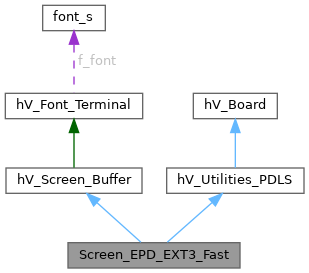 font_s
f_font
hV_Font_Terminal
hV_Board
hV_Screen_Buffer
hV_Utilities_PDLS
Screen_EPD_EXT3_Fast